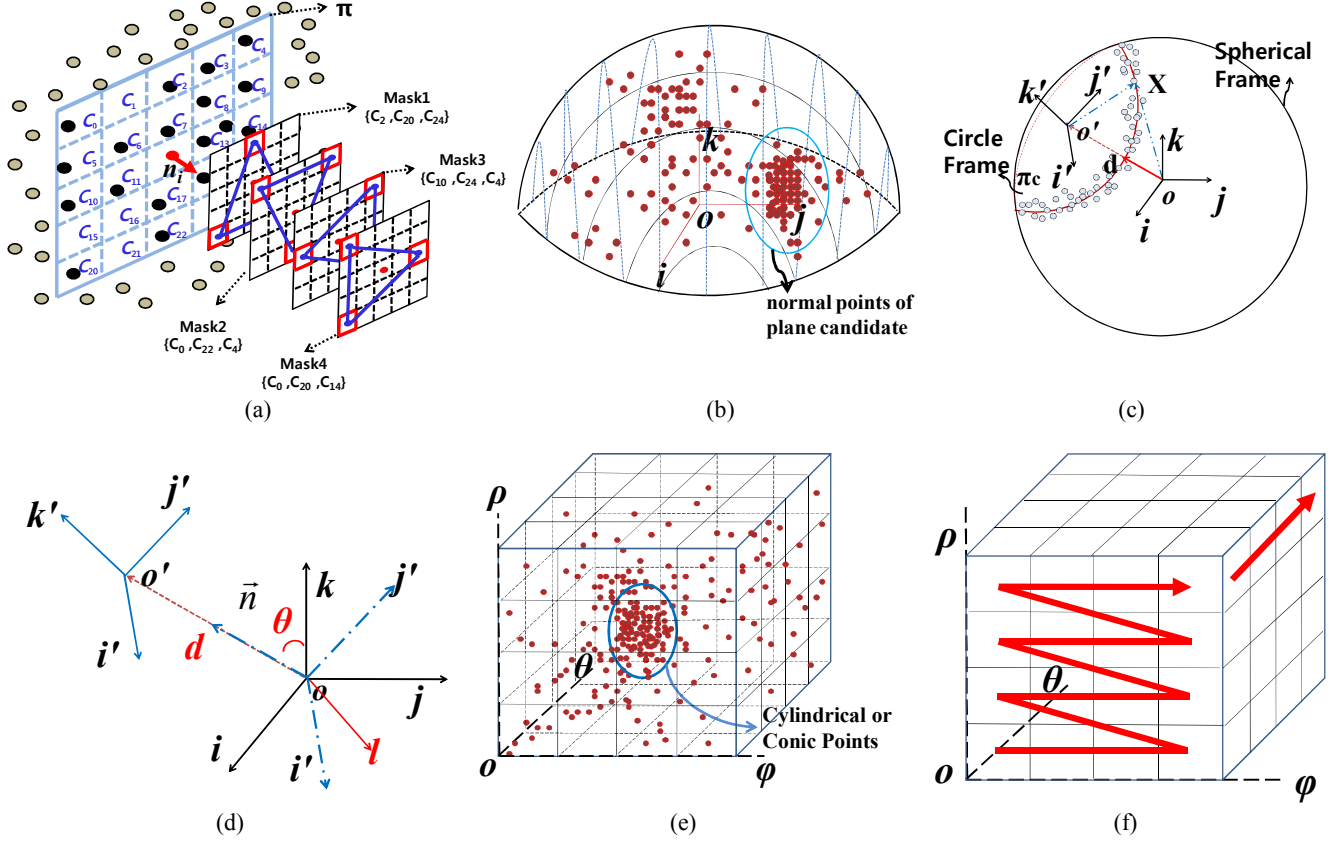 π
C4
C3
C2
C1
C0
C9
C8
C7
C6
C5
C14
C13
C11
C10
C17
C16
C15
C22
C21
C20
ni
Mask1
{C2 ,C20 ,C24}
Mask3
{C10 ,C24 ,C4}
Mask2
{C0 ,C22 ,C4}
Mask4
{C0 ,C20 ,C14}
(a)
k
o
j
i
normal points of
plane candidate
(b)
Spherical
Frame
k'
j'
X
o'
Circle
Frame
k
d
πc
i'
o
j
i
(c)
k'
j'
o'
n
k
j'
θ
d
i'
o
j
i
i'
l
(d)
ρ
θ
Cylindrical or
Conic Points
o
φ
(e)
ρ
θ
o
φ
(f)